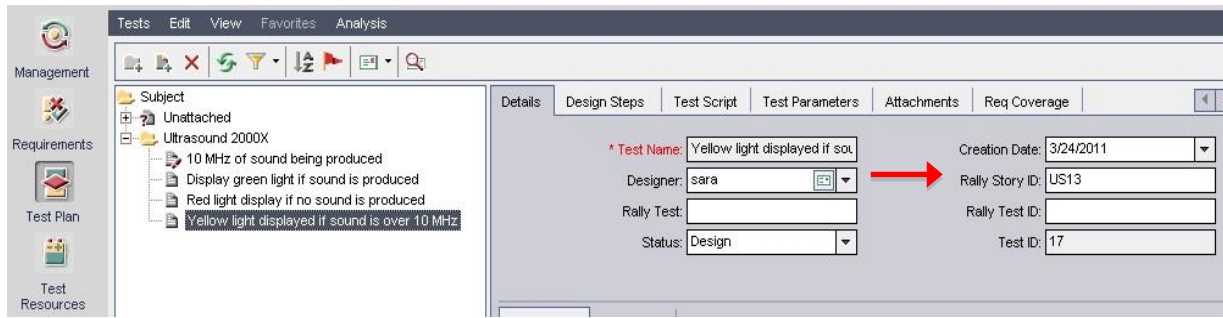 Tests Edit View Favorites Analysis
Management
Requirements
Test Plan
Test
Resources
Subject
Unattached
Ultrasound 2000X
10 MHz of sound being produced
Display green light if sound is produced
Red light display if no sound is produced
Yellow light displayed if sound is over 10 MHz
Details Design Steps Test Script Test Parameters Attachments Req Coverage
* Test Name: Yellow light displayed if sou Creation Date: 3/24/2011
Designer: sara Rally Story ID: US13
Rally Test: Rally Test ID:
Status: Design Test ID: 17